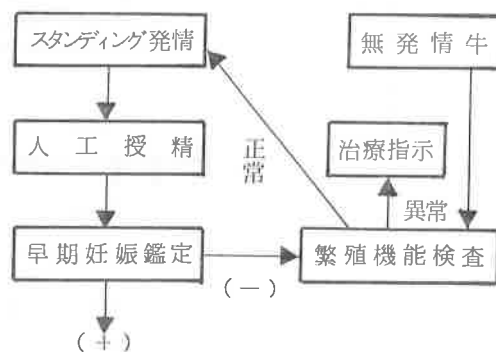 スタンディング発情
無発情牛
人工授精
正常
治療指示
異常
早期妊娠鑑定
繁殖機能検査
(－)
(＋)